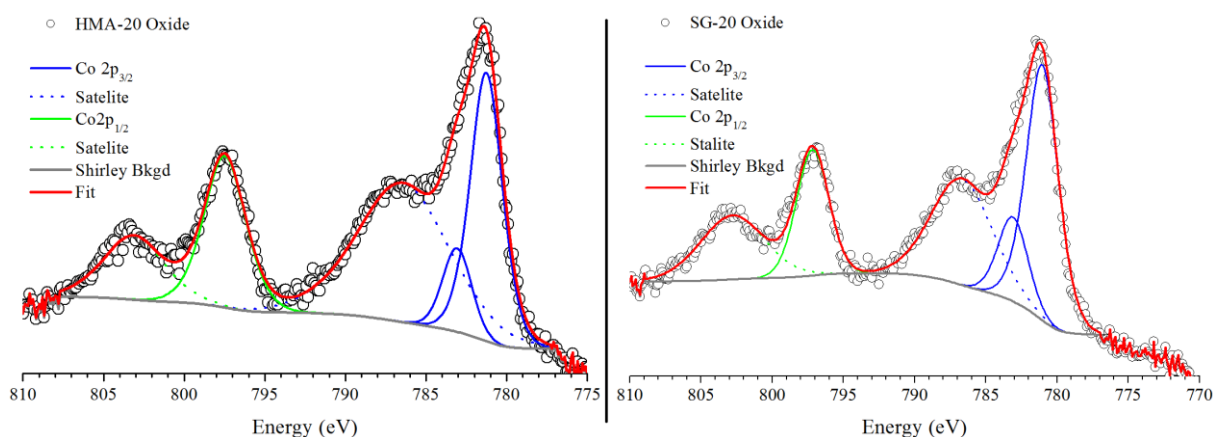 HMA-20 Oxide
Co 2p3/2
Satelite
Co2p1/2
Satelite
Shirley Bkgd
Fit
810 805 800 795 790 785 780 775
Energy (eV)
SG-20 Oxide
Co 2p3/2
Satelite
Co 2p1/2
Stalite
Shirley Bkgd
Fit
810 805 800 795 790 785 780 775 770
Energy (eV)